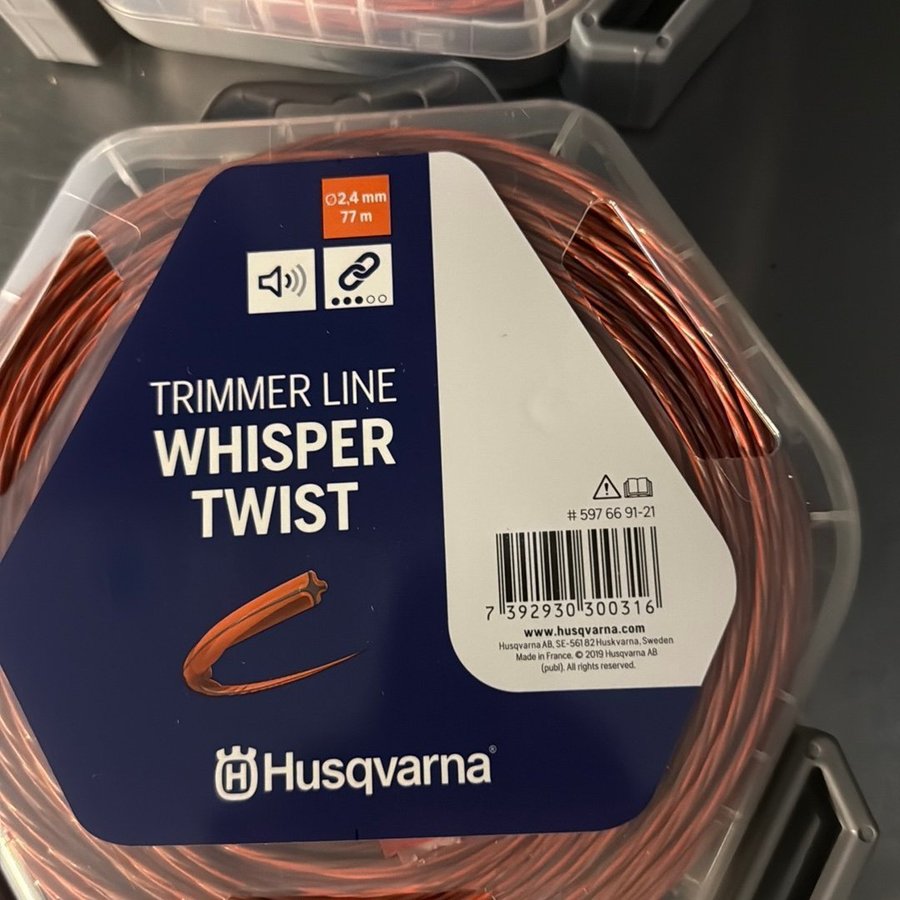 Ø2,4 mm
77 m
TRIMMER LINE
WHISPER
TWIST
# 597 66 91-21
7 392930 300316
www.husqvarna.com
Husqvarna AB, SE-561 82 Huskvarna, Sweden
Made in France. © 2019 Husqvarna AB
(publ). All rights reserved.
H Husqvarna®